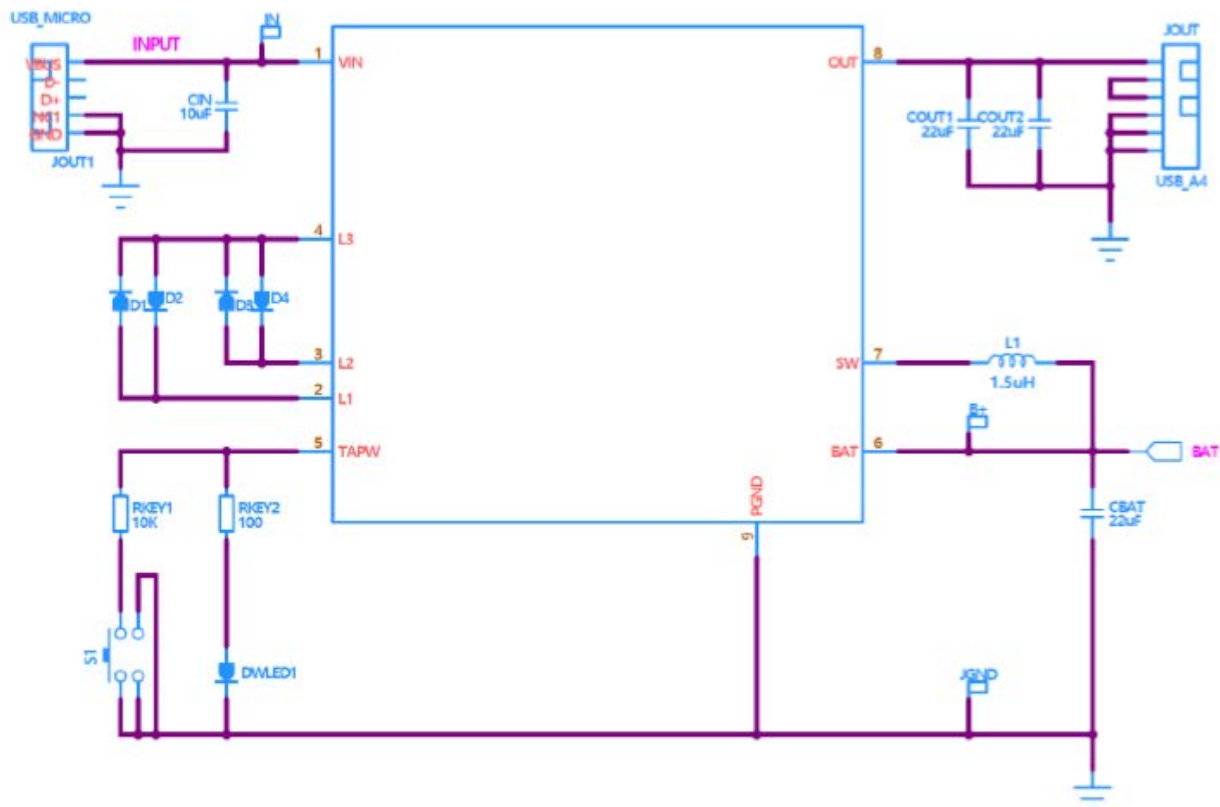 USB_MICRO
INPUT
IN
VBUS
D-
D+
NC1
GND
JOUT1
CIN
10uF
1
VIN
4
L3
3
L2
2
L1
5
TAPW
OUT
8
SW
7
BAT
6
PGND
9
D1
D2
D3
D4
RKEY1
10K
RKEY2
100
S1
DWLED1
COUT1
22uF
COUT2
22uF
JOUT
USB_A4
L1
1.5uH
B+
BAT
CBAT
22uF
JGND